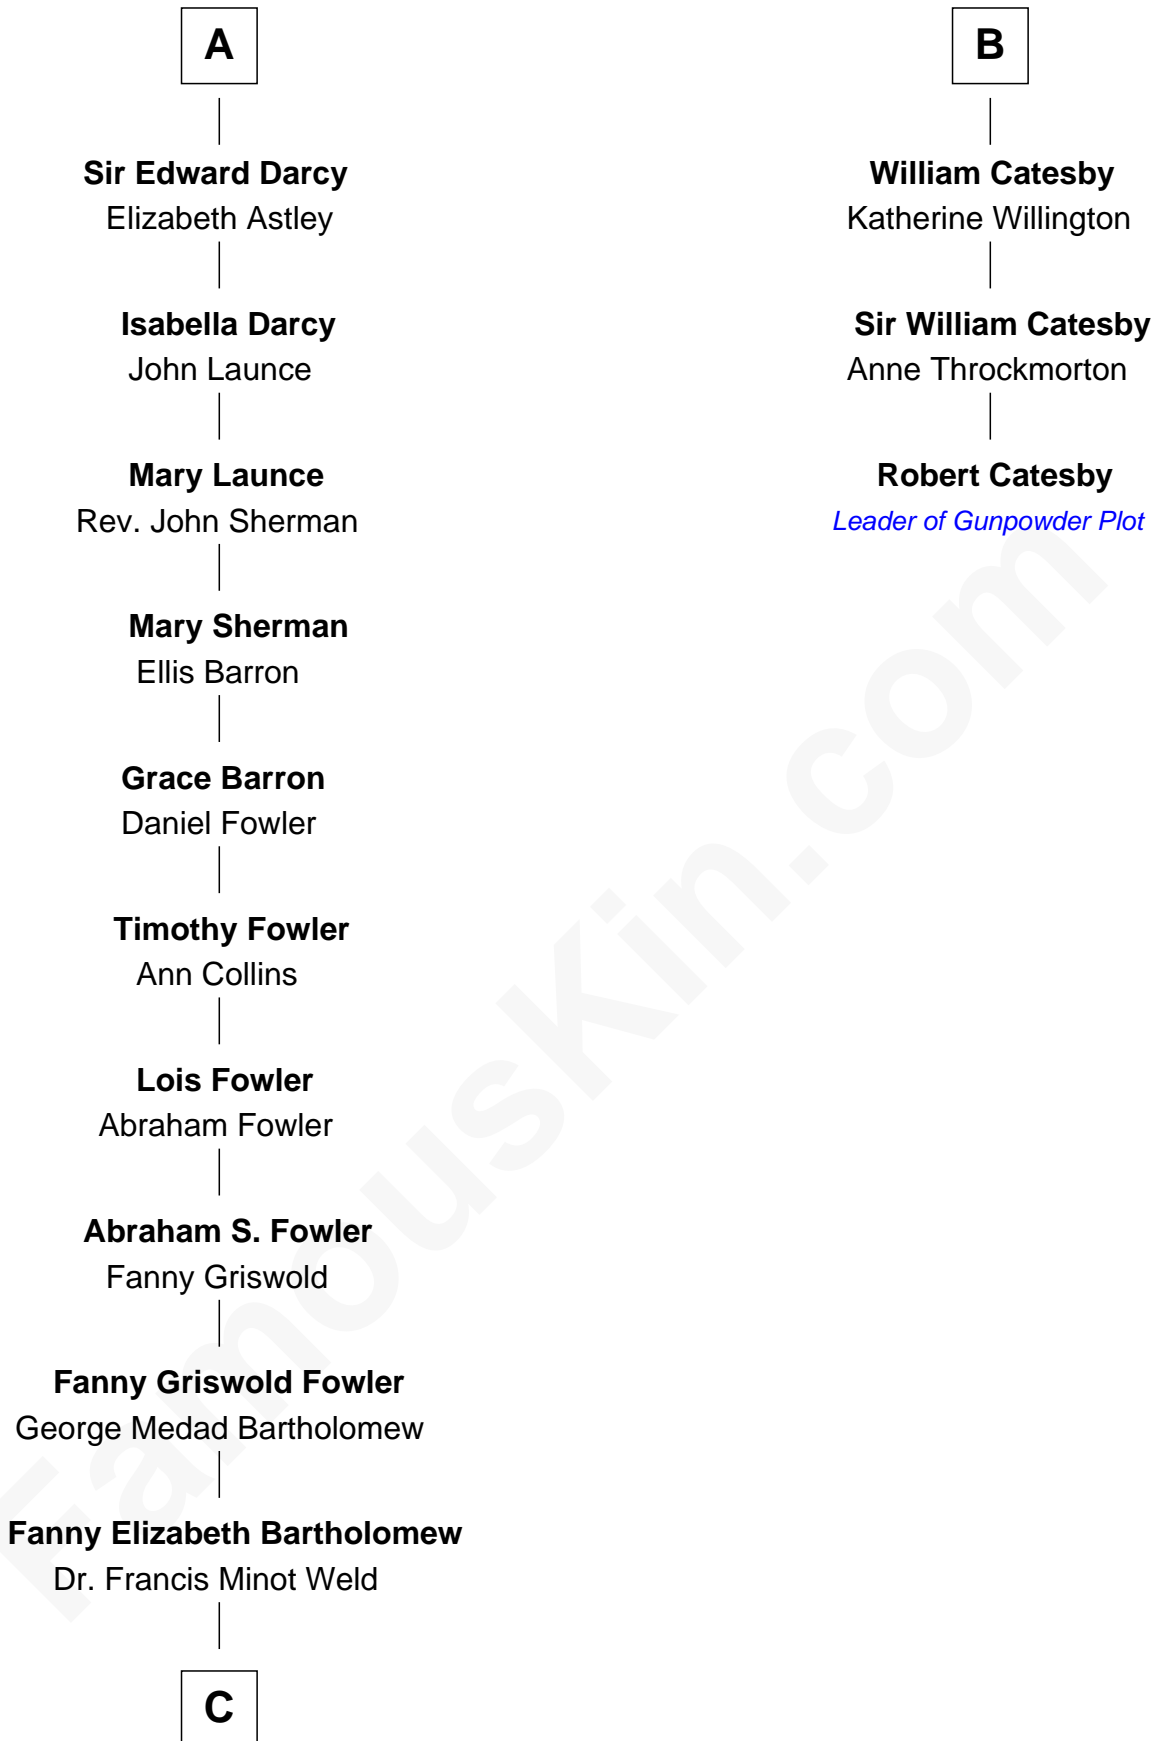 A
Sir Edward Darcy
Elizabeth Astley
Isabella Darcy
John Launce
Mary Launce
Rev. John Sherman
Mary Sherman
Ellis Barron
Grace Barron
Daniel Fowler
Timothy Fowler
Ann Collins
Lois Fowler
Abraham Fowler
Abraham S. Fowler
Fanny Griswold
Fanny Griswold Fowler
George Medad Bartholomew
Fanny Elizabeth Bartholomew
Dr. Francis Minot Weld
C
B
William Catesby
Katherine Willington
Sir William Catesby
Anne Throckmorton
Robert Catesby
Leader of Gunpowder Plot
FamousKin.com